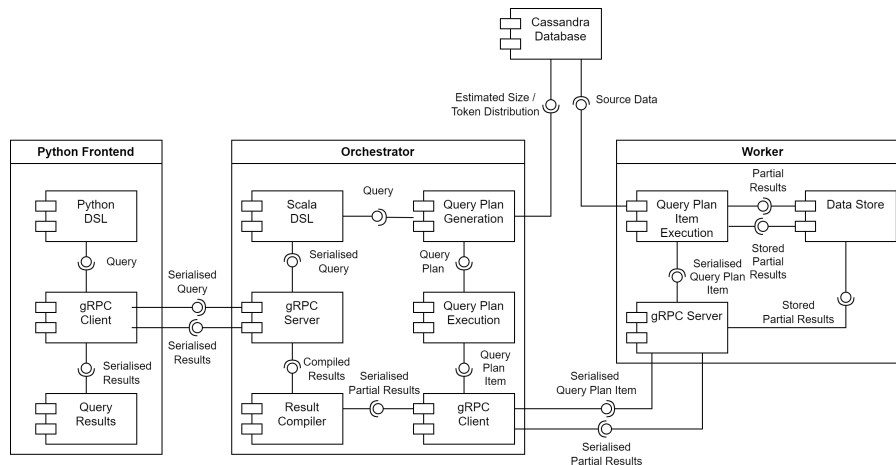 Cassandra
Database
Estimated Size /
Token Distribution
Source Data
Python Frontend
Python
DSL
Query
gRPC
Client
Serialised
Results
Query
Results
Serialised
Query
Serialised
Results
Orchestrator
Scala
DSL
Query
Query Plan
Generation
Serialised
Query
Query
Plan
gRPC
Server
Query Plan
Execution
Compiled
Results
Query
Plan
Item
Serialised
Partial Results
Result
Compiler
gRPC
Client
Serialised
Query Plan Item
Serialised
Partial Results
Worker
Partial
Results
Query Plan
Item
Execution
Data Store
Stored
Partial
Results
Serialised
Query Plan
Item
gRPC Server
Stored
Partial Results